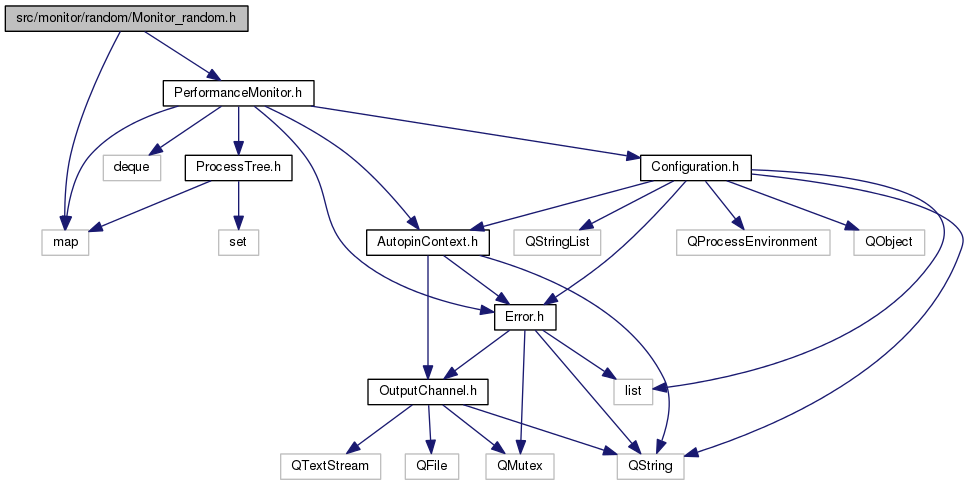 src/monitor/random/Monitor_random.h
PerformanceMonitor.h
deque
ProcessTree.h
Configuration.h
map
set
AutopinContext.h
QStringList
QProcessEnvironment
QObject
Error.h
OutputChannel.h
list
QTextStream
QFile
QMutex
QString